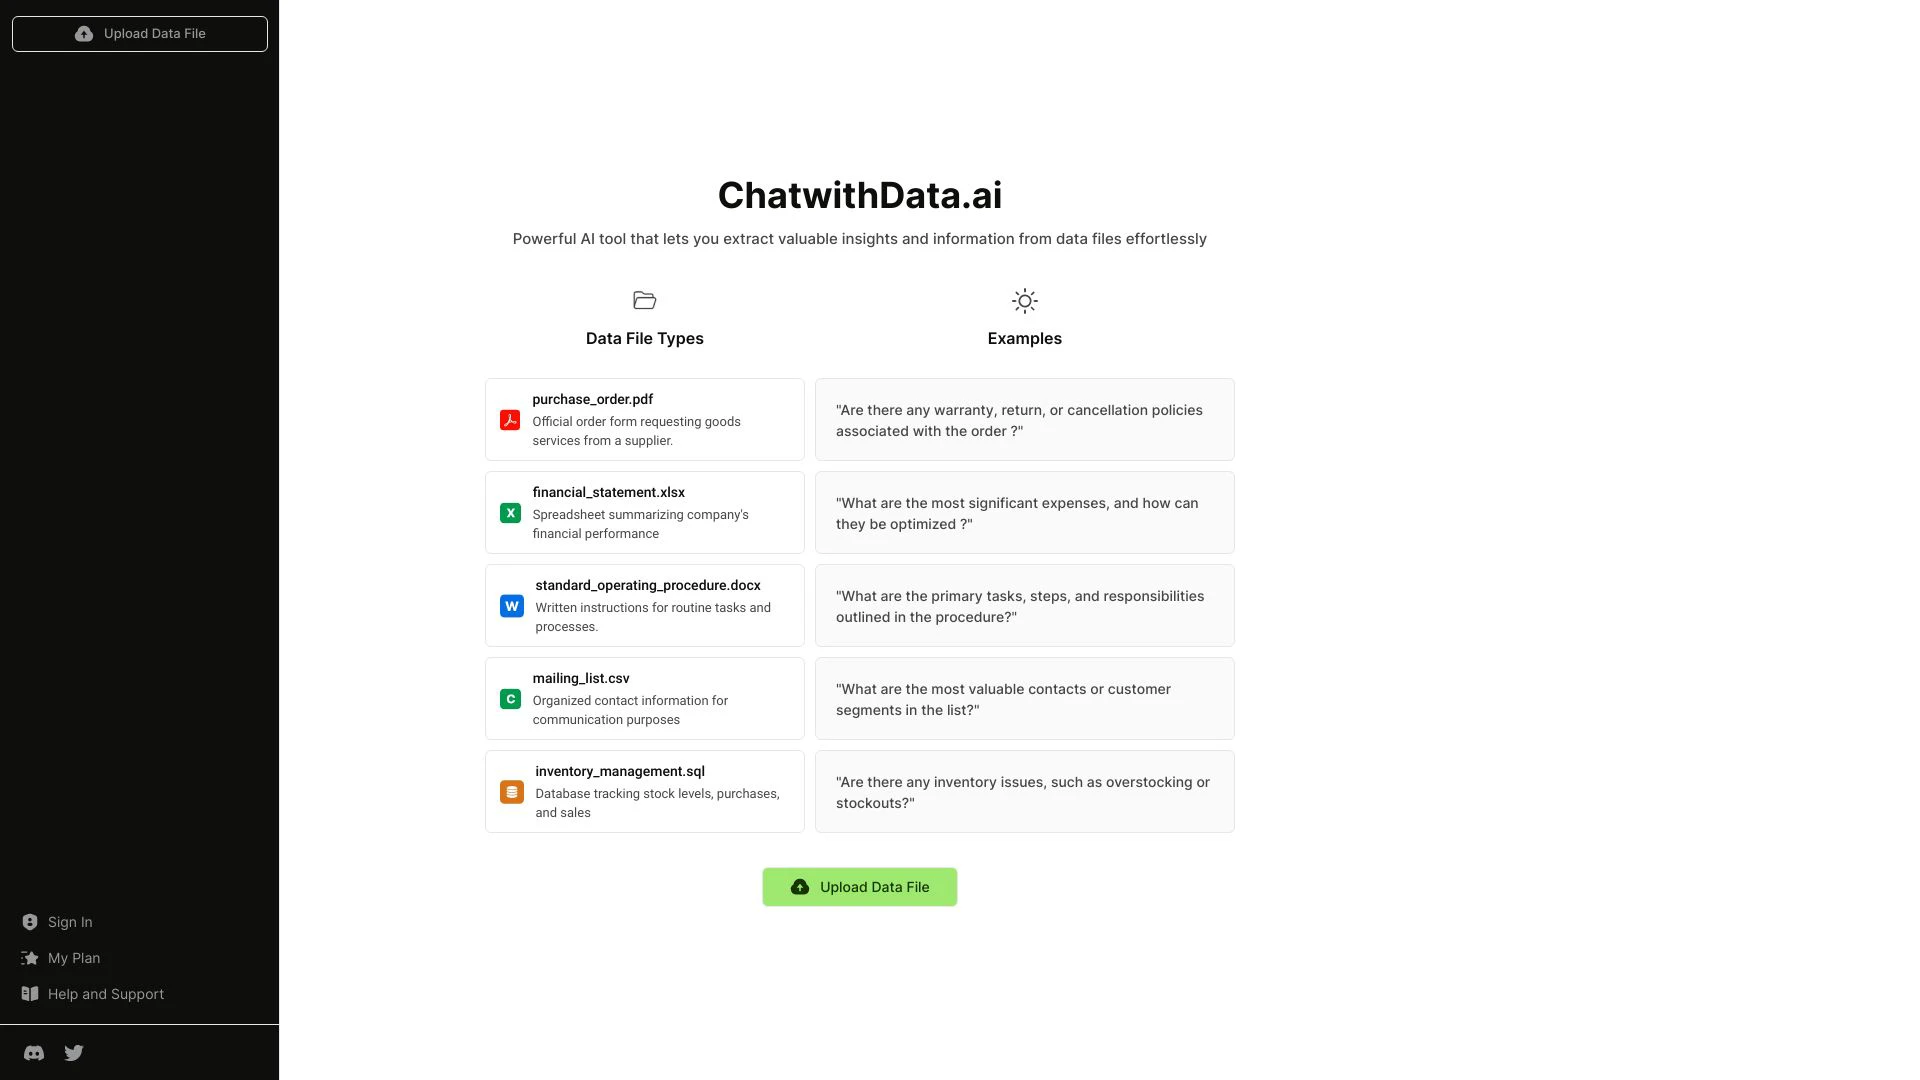 Upload Data File
ChatwithData.ai
Powerful AI tool that lets you extract valuable insights and information from data files effortlessly
Data File Types
Examples
purchase_order.pdf
Official order form requesting goods
services from a supplier.
"Are there any warranty, return, or cancellation policies
associated with the order ?"
X
financial_statement.xlsx
Spreadsheet summarizing company's
financial performance
"What are the most significant expenses, and how can
they be optimized ?"
W
standard_operating_procedure.docx
Written instructions for routine tasks and
processes.
"What are the primary tasks, steps, and responsibilities
outlined in the procedure?"
C
mailing_list.csv
Organized contact information for
communication purposes
"What are the most valuable contacts or customer
segments in the list?"
inventory_management.sql
Database tracking stock levels, purchases,
and sales
"Are there any inventory issues, such as overstocking or
stockouts?"
Upload Data File
Sign In
My Plan
Help and Support